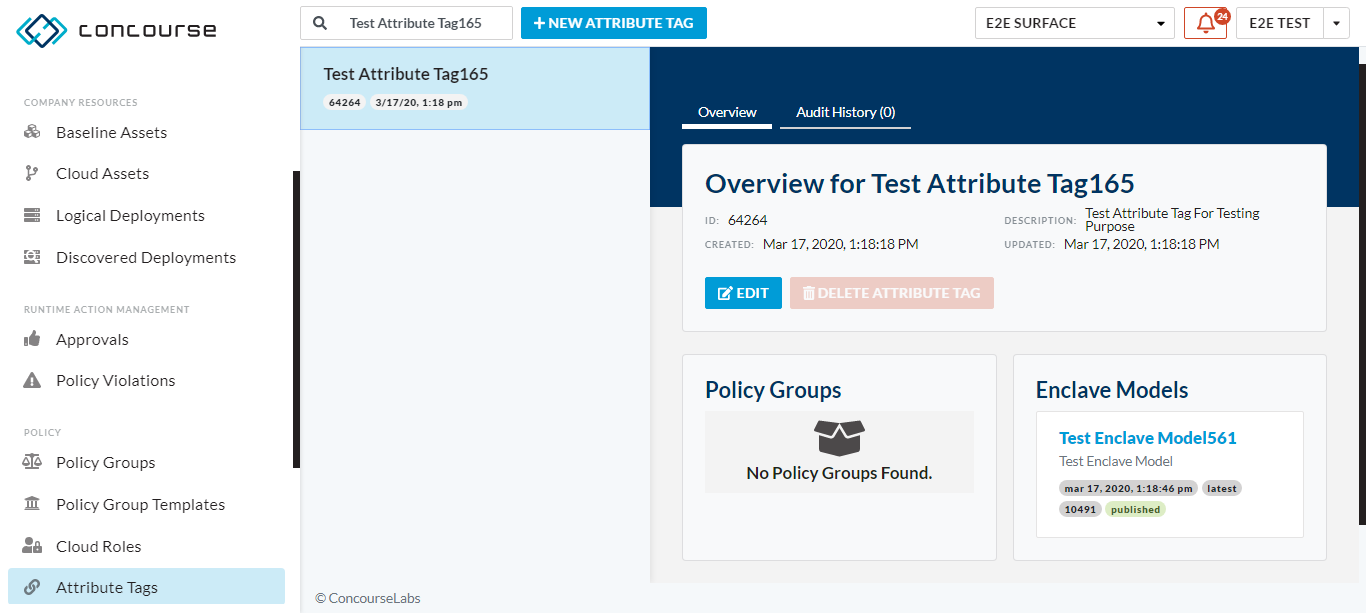 concourse
Test Attribute Tag165
NEW ATTRIBUTE TAG
E2E SURFACE
24
E2E TEST
COMPANY RESOURCES
Baseline Assets
Cloud Assets
Logical Deployments
Discovered Deployments
RUNTIME ACTION MANAGEMENT
Approvals
Policy Violations
POLICY
Policy Groups
Policy Group Templates
Cloud Roles
Attribute Tags
Test Attribute Tag165
64264 3/17/20, 1:18 pm
Overview Audit History (0)
Overview for Test Attribute Tag165
ID: 64264
DESCRIPTION: Test Attribute Tag For Testing
Purpose
CREATED: Mar 17, 2020, 1:18:18 PM
UPDATED: Mar 17, 2020, 1:18:18 PM
EDIT
DELETE ATTRIBUTE TAG
Policy Groups
No Policy Groups Found.
Enclave Models
Test Enclave Model561
Test Enclave Model
mar 17, 2020, 1:18:46 pm latest
10491 published
© ConcourseLabs